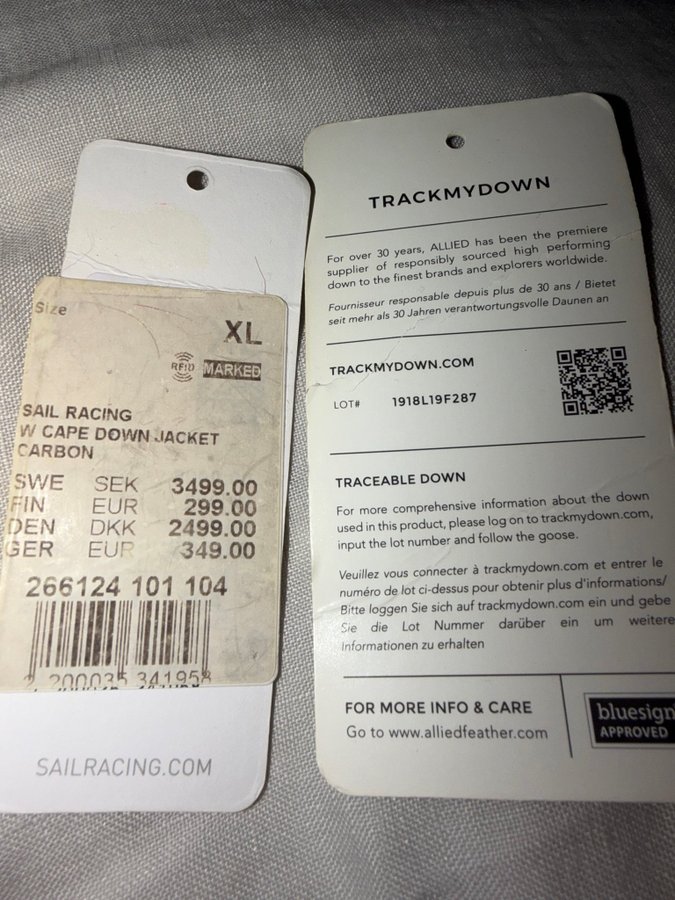 Size
XL
RFID MARKED
SAIL RACING
W CAPE DOWN JACKET
CARBON
SWE SEK 3499.00
FIN EUR 299.00
DEN DKK 2499.00
GER EUR 349.00
266124 101 104
2 200035 341958
SAILRACING.COM
TRACKMYDOWN
For over 30 years, ALLIED has been the premiere
supplier of responsibly sourced high performing
down to the finest brands and explorers worldwide.
Fournisseur responsable depuis plus de 30 ans / Bietet
seit mehr als 30 Jahren verantwortungsvolle Daunen an
TRACKMYDOWN.COM
LOT# 1918L19F287
TRACEABLE DOWN
For more comprehensive information about the down
used in this product, please log on to trackmydown.com,
input the lot number and follow the goose.
Veuillez vous connecter à trackmydown.com et entrer le
numéro de lot ci-dessus pour obtenir plus d'informations/
Bitte loggen Sie sich auf trackmydown.com ein und gebe
Sie die Lot Nummer darüber ein um weitere
Informationen zu erhalten
FOR MORE INFO & CARE
Go to www.alliedfeather.com
bluesign
APPROVED